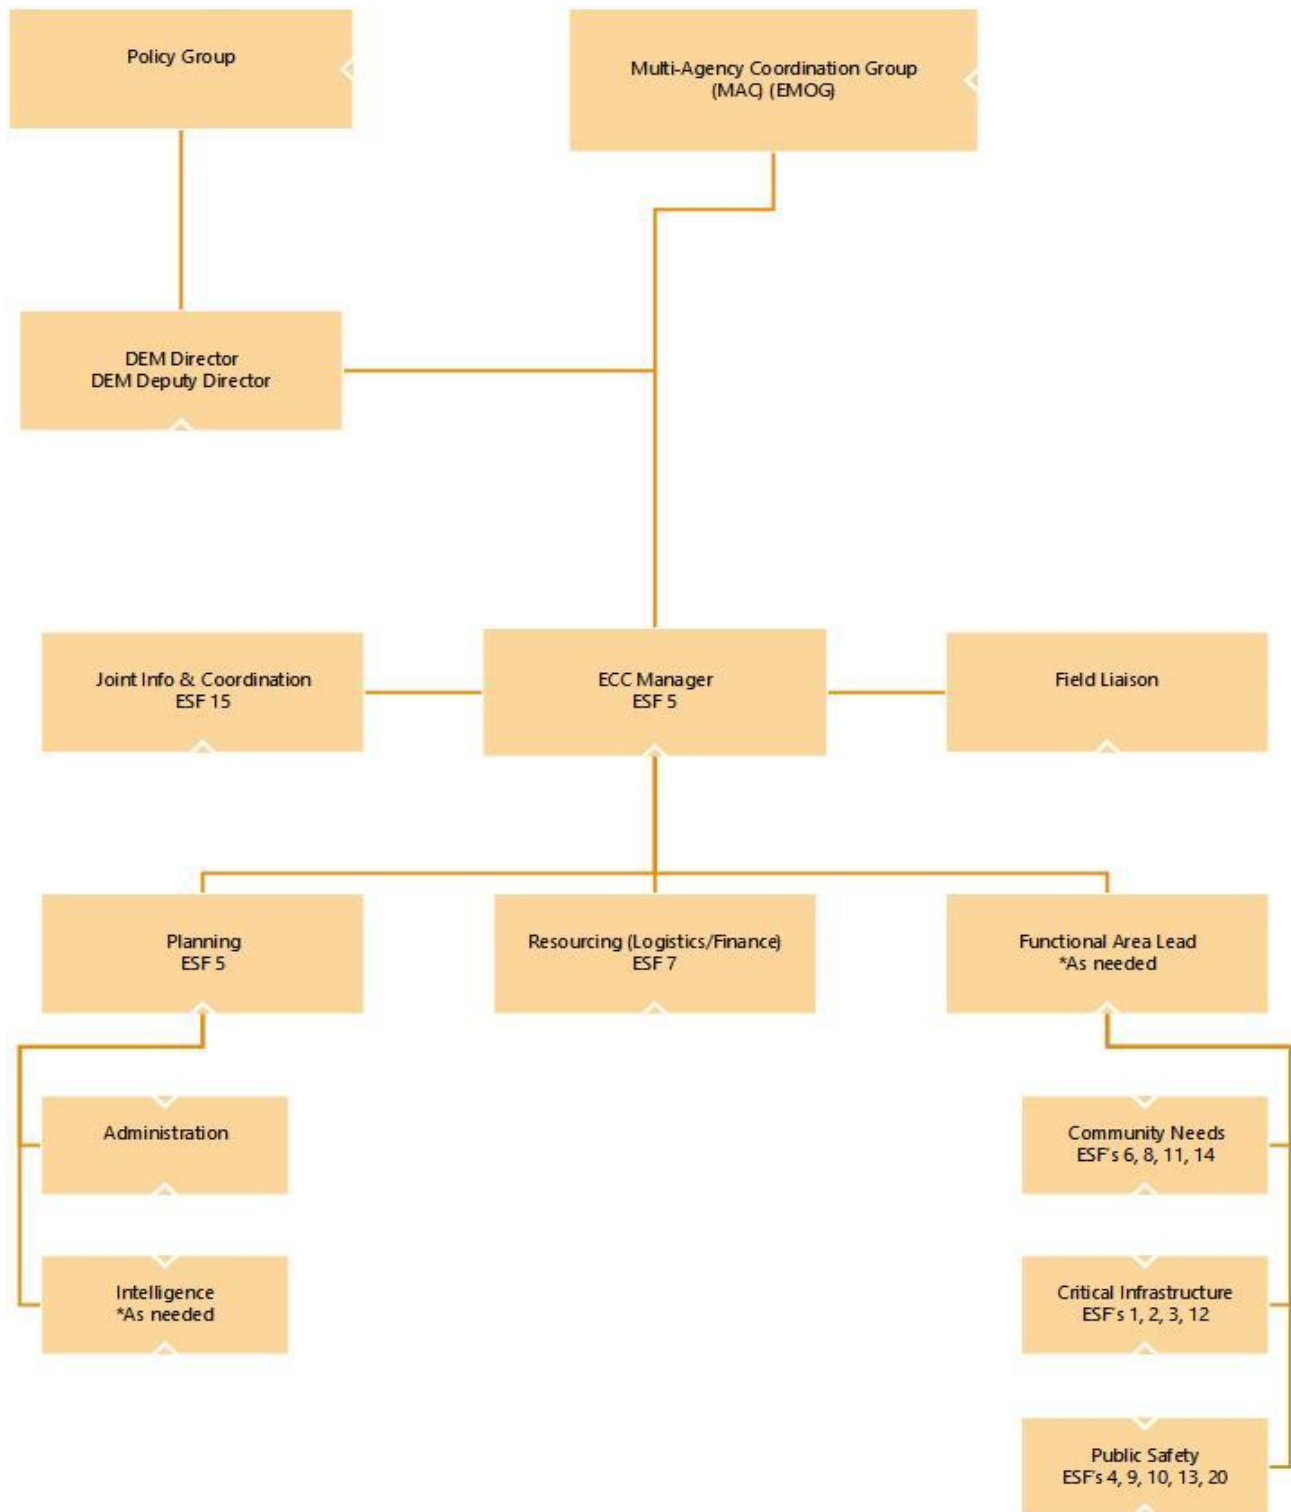 Policy Group
Multi-Agency Coordination Group
(MAC) (EMOG)
DEM Director
DEM Deputy Director
Joint Info & Coordination
ESF 15
ECC Manager
ESF 5
Field Liaison
Planning
ESF 5
Resourcing (Logistics/Finance)
ESF 7
Functional Area Lead
*As needed
Administration
Intelligence
*As needed
Community Needs
ESF's 6, 8, 11, 14
Critical Infrastructure
ESF's 1, 2, 3, 12
Public Safety
ESF's 4, 9, 10, 13, 20